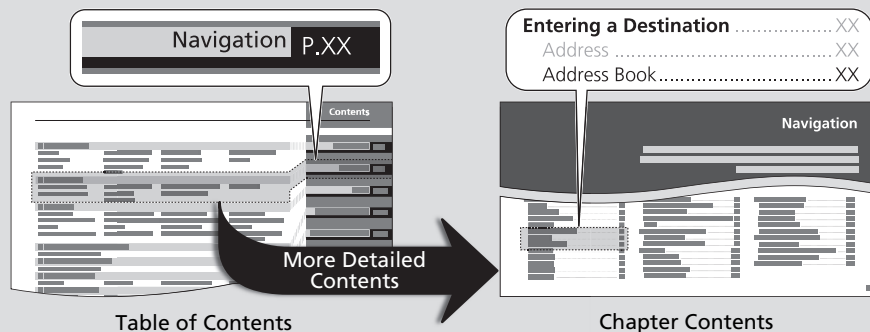 Navigation P.XX
Entering a Destination ................ XX
Address ................................ XX
Address Book ........................... XX
Contents
Navigation
More Detailed
Contents
Table of Contents
Chapter Contents